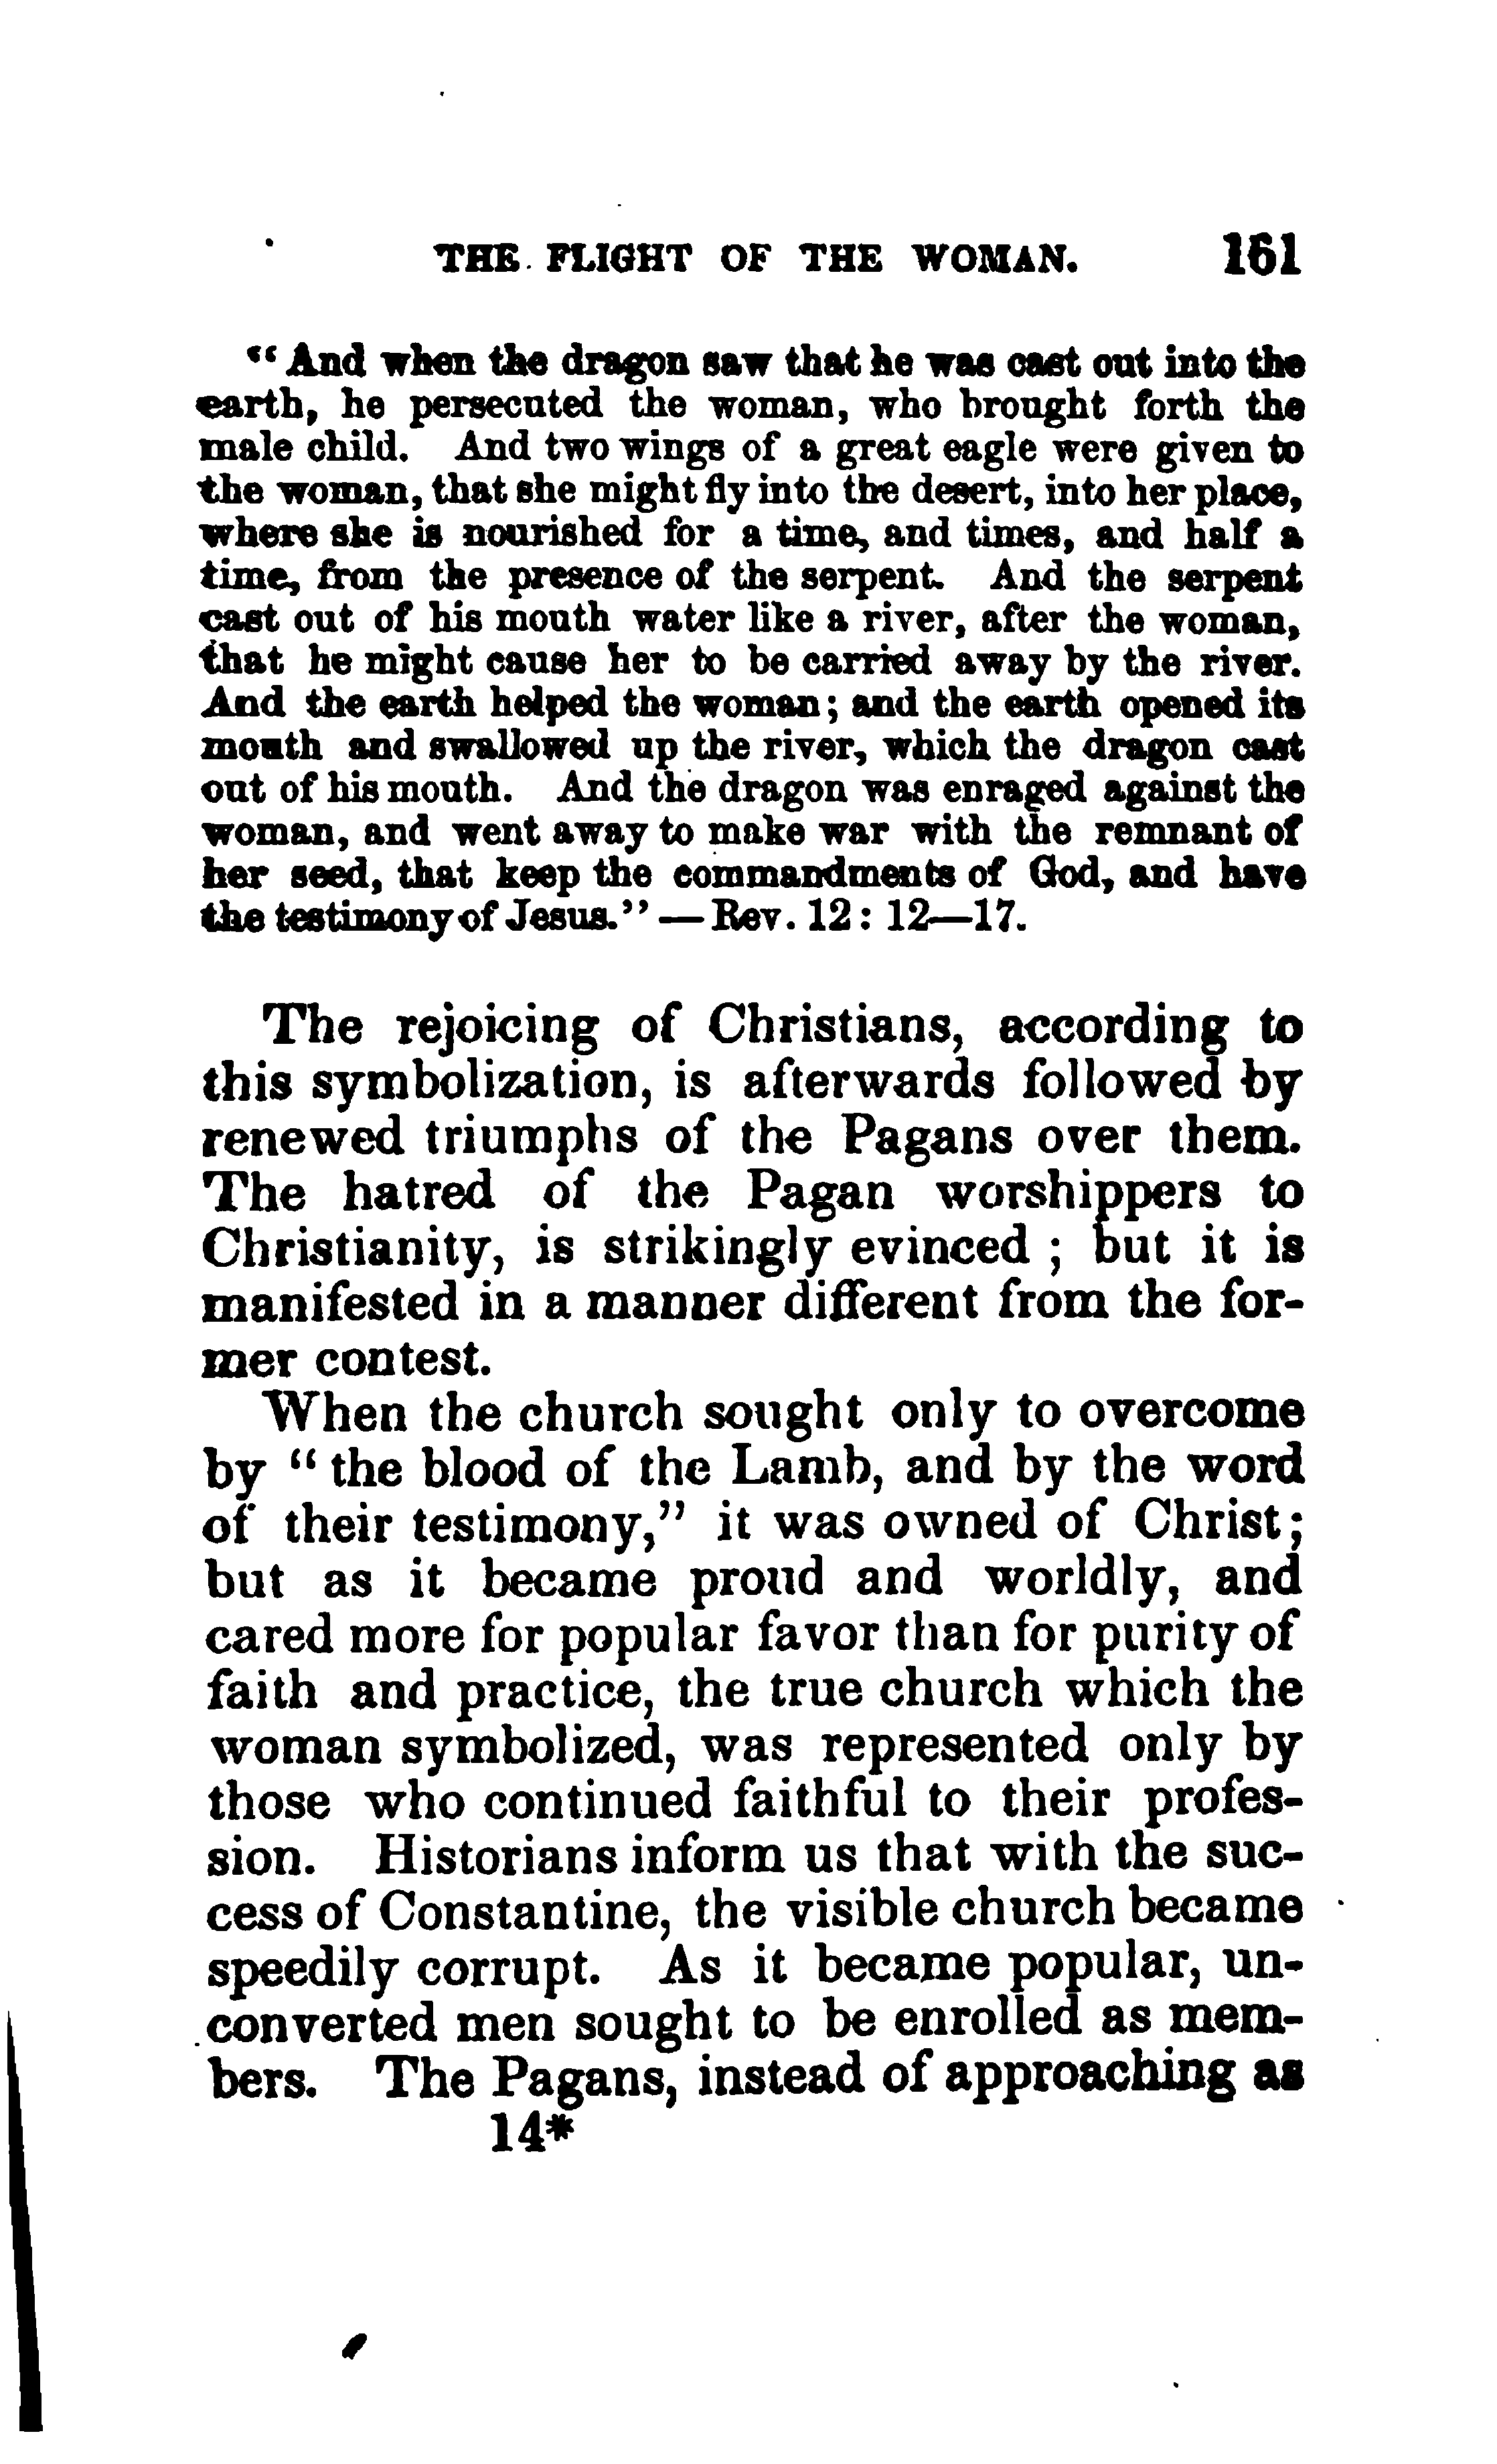 THE FLIGHT OF THE WOMAN. 161
“And when the dragon saw that he was cast out into the
earth, he persecuted the woman, who brought forth the
male child. And two wings of a great eagle were given to
the woman, that she might fly into the desert, into her place,
where she is nourished for a time, and times, and half a
time, from the presence of the serpent. And the serpent
cast out of his mouth water like a river, after the woman,
that he might cause her to be carried away by the river.
And the earth helped the woman; and the earth opened its
mouth and swallowed up the river, which the dragon cast
out of his mouth. And the dragon was enraged against the
woman, and went away to make war with the remnant of
her seed, that keep the commandments of God, and have
the testimony of Jesus.” — Rev. 12: 12—17.
The rejoicing of Christians, according to
this symbolization, is afterwards followed by
renewed triumphs of the Pagans over them.
The hatred of the Pagan worshippers to
Christianity, is strikingly evinced ; but it is
manifested in a manner different from the for-
mer contest.
When the church sought only to overcome
by “ the blood of the Lamb, and by the word
of their testimony,” it was owned of Christ;
but as it became proud and worldly, and
cared more for popular favor than for purity of
faith and practice, the true church which the
woman symbolized, was represented only by
those who continued faithful to their profes-
sion. Historians inform us that with the suc-
cess of Constantine, the visible church became
speedily corrupt. As it became popular, un-
converted men sought to be enrolled as mem-
bers. The Pagans, instead of approaching as
14*